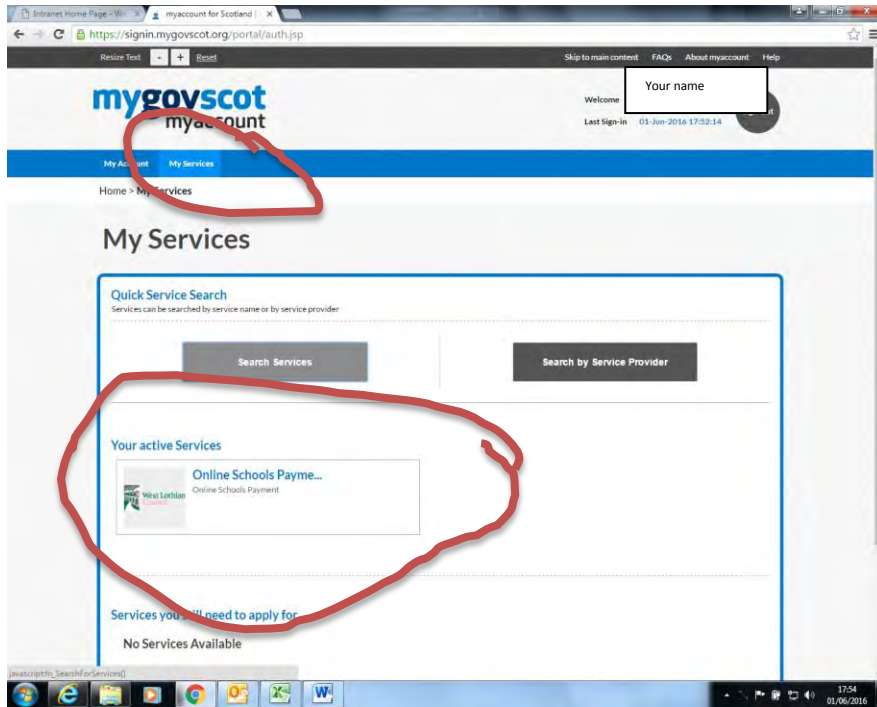 Intranet Home Page - W
myaccount for Scotland
https://signin.mygovscot.org/portal/auth.jsp
Resize Text - + Reset
Skip to main content FAQs About myaccount Help
mygovscot
myaccount
Your name
Welcome
Last Sign-in 01-Jun-2016 17:52:14
My Account My Services
Home > My Services
My Services
Quick Service Search
Services can be searched by service name or by service provider
Search Services
Search by Service Provider
Your active Services
West Lothian
Council
Online Schools Payme...
Online Schools Payment
Services you still need to apply for
No Services Available
javascript:fn_SearchForServices()
17:54
01/06/2016